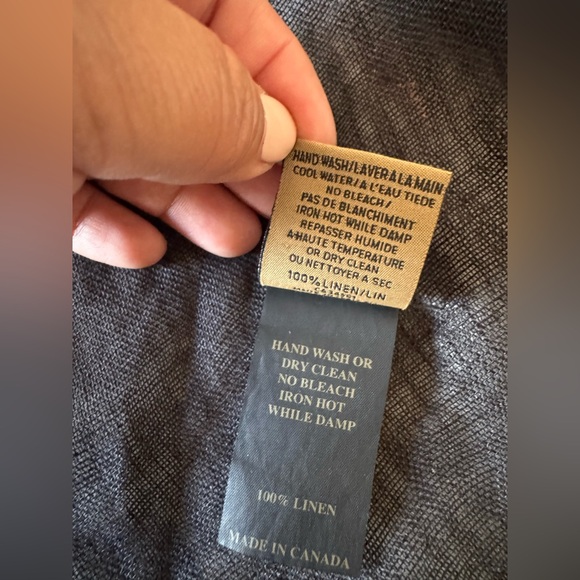 HAND WASH/LAVER À LA MAIN
COOL WATER/A L'EAU TIEDE
NO BLEACH/
PAS DE BLANCHIMENT
IRON HOT WHILE DAMP
REPASSER HUMIDE
A HAUTE TEMPERATURE
OR DRY CLEAN
OU NETTOYER A SEC
100% LINEN/LIN
HAND WASH OR
DRY CLEAN
NO BLEACH
IRON HOT
WHILE DAMP
100% LINEN
MADE IN CANADA